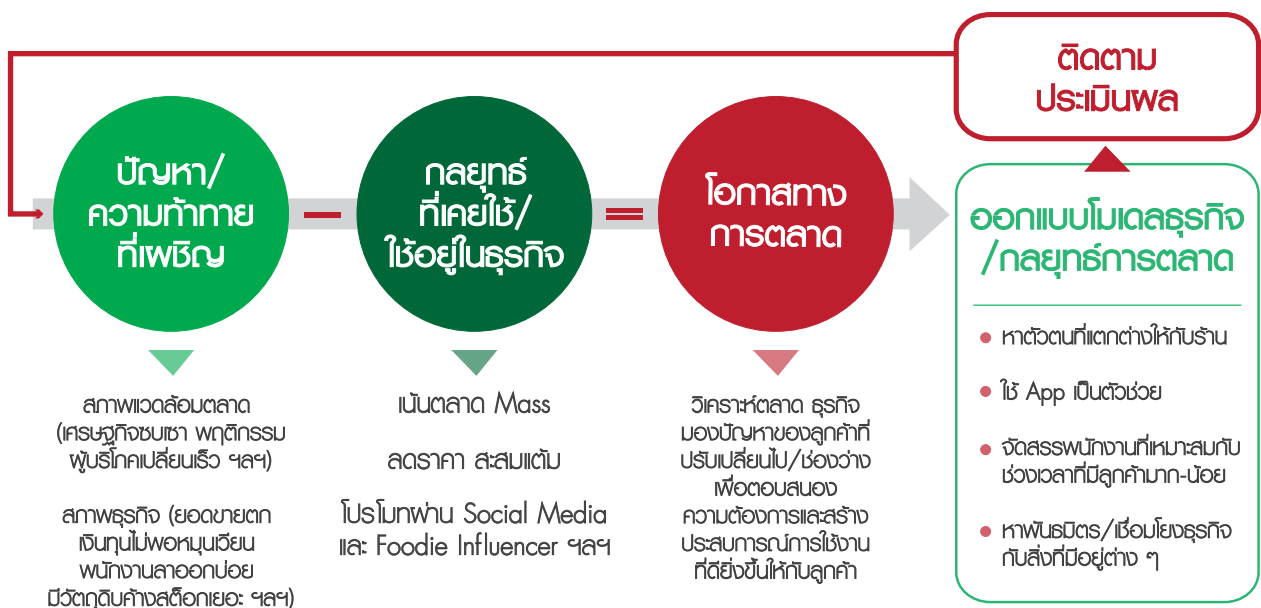 ติดตาม
ประเมินผล
ปัญหา/
ความท้าทาย
ที่เผชิญ
กลยุทธ์
ที่เคยใช้/
ใช้อยู่ในธุรกิจ
โอกาสทาง
การตลาด
ออกแบบโมเดลธุรกิจ
/กลยุทธ์การตลาด
สภาพแวดล้อมตลาด
(เศรษฐกิจซบเซา พฤติกรรม
ผู้บริโภคเปลี่ยนเร็ว ฯลฯ)
สภาพธุรกิจ (ยอดขายตก
เงินทุนไม่พอหมุนเวียน
พนักงานลาออกบ่อย
มีวัตถุดิบค้างสต็อกเยอะ ฯลฯ)
เน้นตลาด Mass
ลดราคา สะสมแต้ม
โปรโมทผ่าน Social Media
และ Foodie Influencer ฯลฯ
วิเคราะห์ตลาด ธุรกิจ
มองปัญหาของลูกค้าที่
ปรับเปลี่ยนไป/ช่องว่าง
เพื่อตอบสนอง
ความต้องการและสร้าง
ประสบการณ์การใช้งาน
ที่ดียิ่งขึ้นให้กับลูกค้า
• หาตัวตนที่แตกต่างให้กับร้าน
• ใช้ App เป็นตัวช่วย
• จัดสรรพนักงานที่เหมาะสมกับ
ช่วงเวลาที่มีลูกค้ามาก-น้อย
• หาพันธมิตร/เชื่อมโยงธุรกิจ
กับสิ่งที่มีอยู่ต่าง ๆ